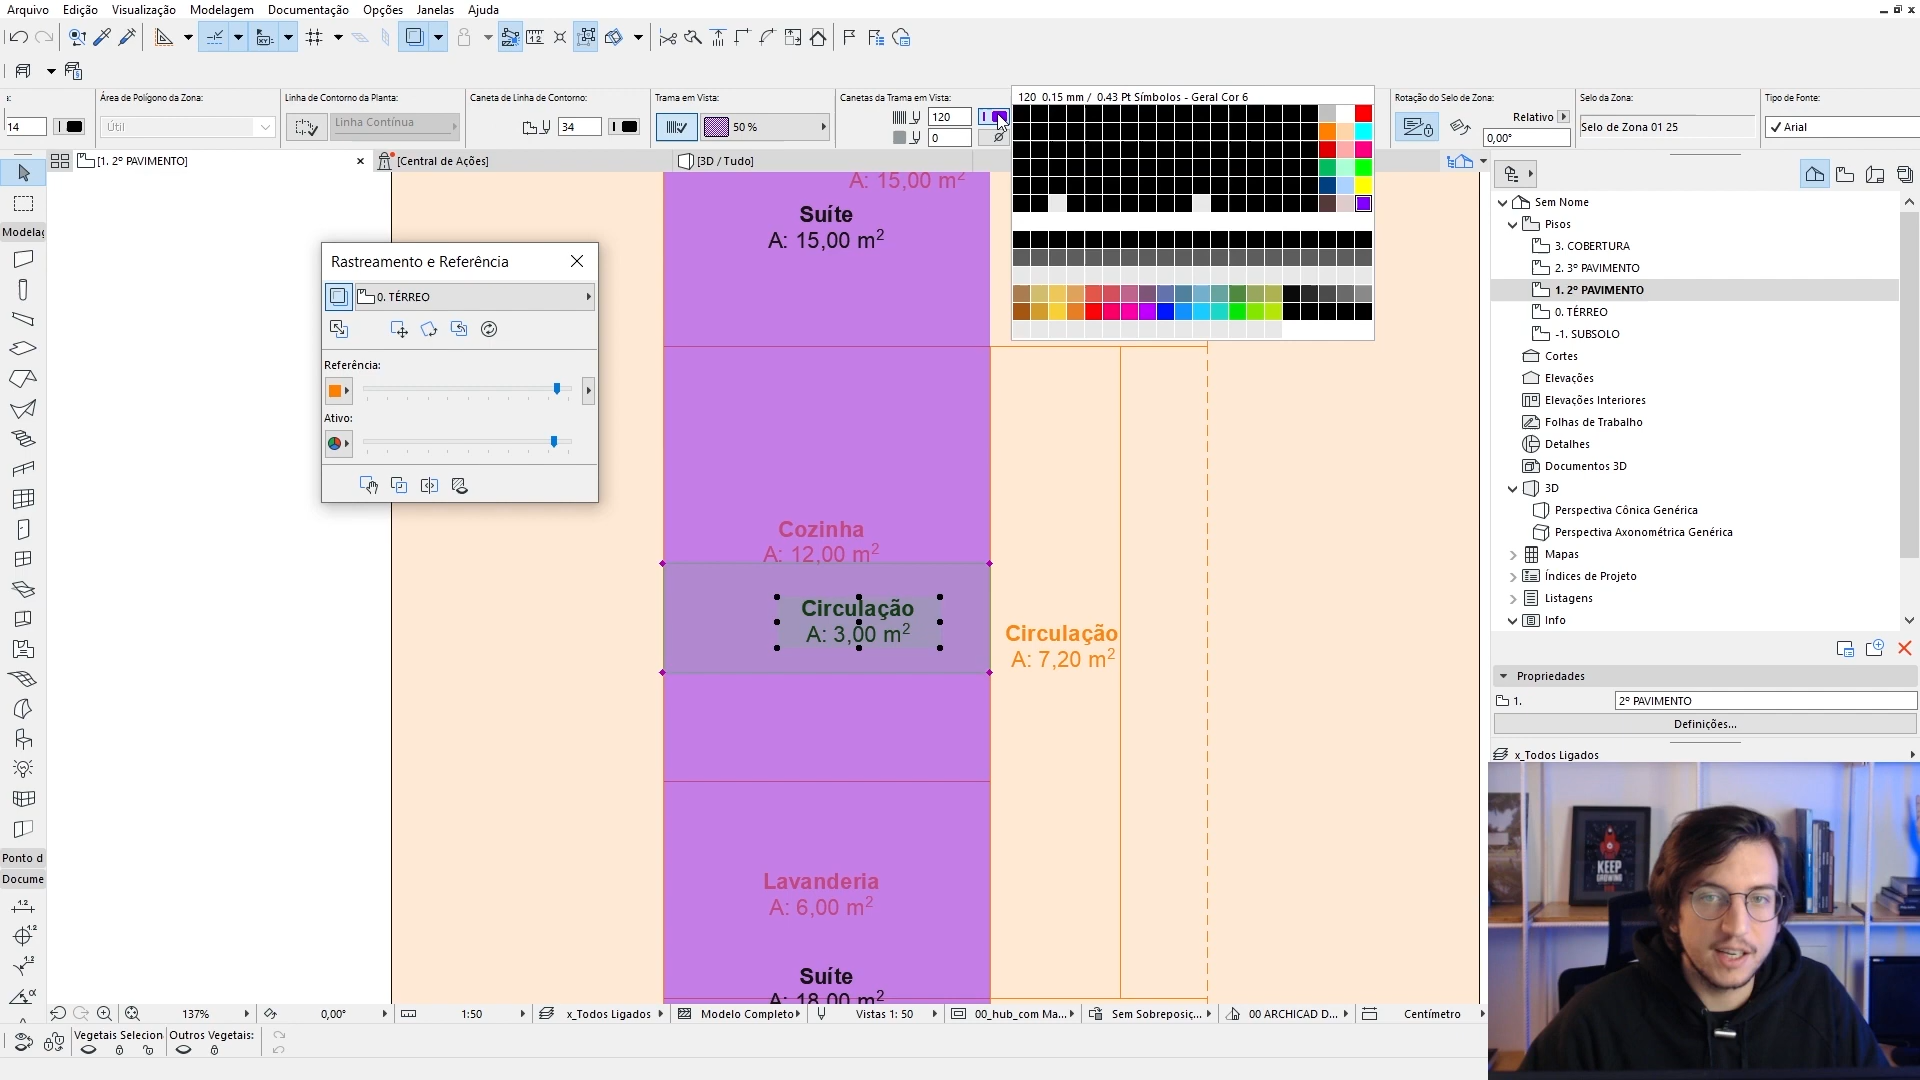 Arquivo Edição Visualização Modelagem Documentação Opções Janelas Ajuda
Área de Polígono da Zona:
Linha de Contorno da Planta:
Caneta de Linha de Contorno:
Trama em Vista:
Canetas da Trama em Vista:
120 0.15 mm / 0.43 Pt Símbolos - Geral Cor 6
Rotação do Selo de Zona:
Selo da Zona:
Tipo de Fonte:
14
Útil
Linha Contínua
34
50 %
120
0
Relativo
0,00°
Selo de Zona 01 25
Arial
[1. 2º PAVIMENTO]
[Central de Ações]
[3D / Tudo]
Modelag
Ponto d
Docume
A: 15,00 m²
Suíte
A: 15,00 m²
Rastreamento e Referência
0. TÉRREO
Referência:
Ativo:
Cozinha
A: 12,00 m²
Circulação
A: 3,00 m²
Circulação
A: 7,20 m²
Lavanderia
A: 6,00 m²
Suíte
A: 18,00 m²
Sem Nome
Pisos
3. COBERTURA
2. 3º PAVIMENTO
1. 2º PAVIMENTO
0. TÉRREO
-1. SUBSOLO
Cortes
Elevações
Elevações Interiores
Folhas de Trabalho
Detalhes
Documentos 3D
3D
Perspectiva Cônica Genérica
Perspectiva Axonométrica Genérica
Mapas
Índices de Projeto
Listagens
Info
Propriedades
1.
2º PAVIMENTO
Definições...
x_Todos Ligados
KEEP
GROWING
137%
0,00°
1:50
x_Todos Ligados
Modelo Completo
Vistas 1: 50
00_hub_com Ma...
Sem Sobreposiç...
00 ARCHICAD D...
Centímetro
Vegetais Selecion
Outros Vegetais: